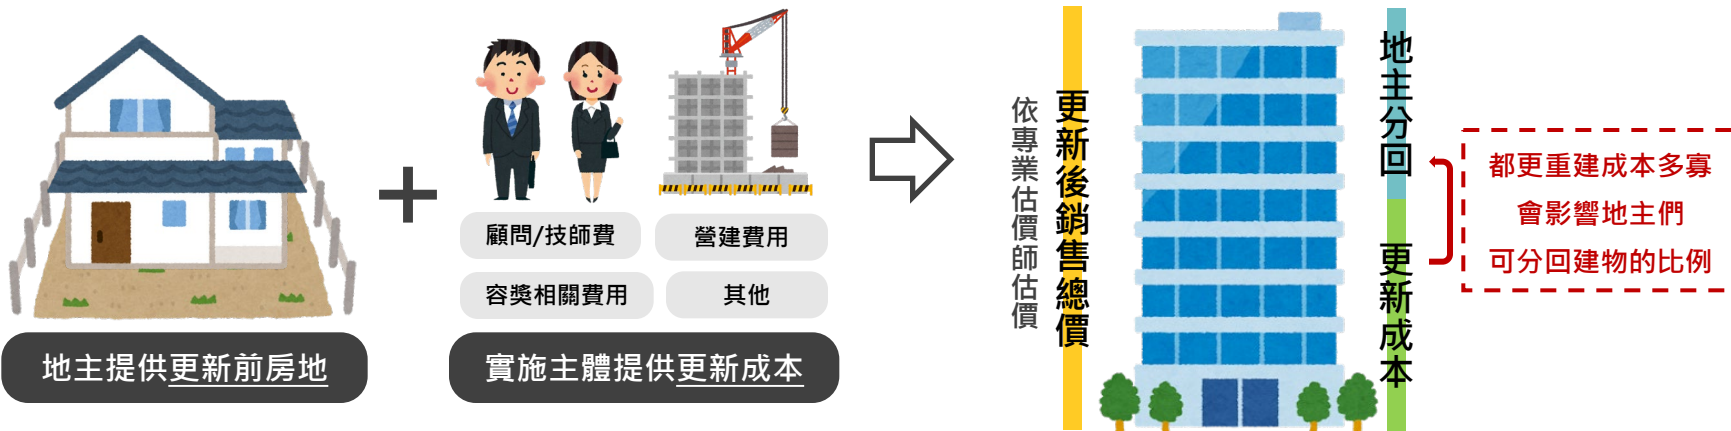 顧問/技師費
營建費用
容獎相關費用
其他
地主提供更新前房地
實施主體提供更新成本
依專業估價師估價
更新後銷售總價
地主分回
更新成本
都更重建成本多寡
會影響地主們
可分回建物的比例